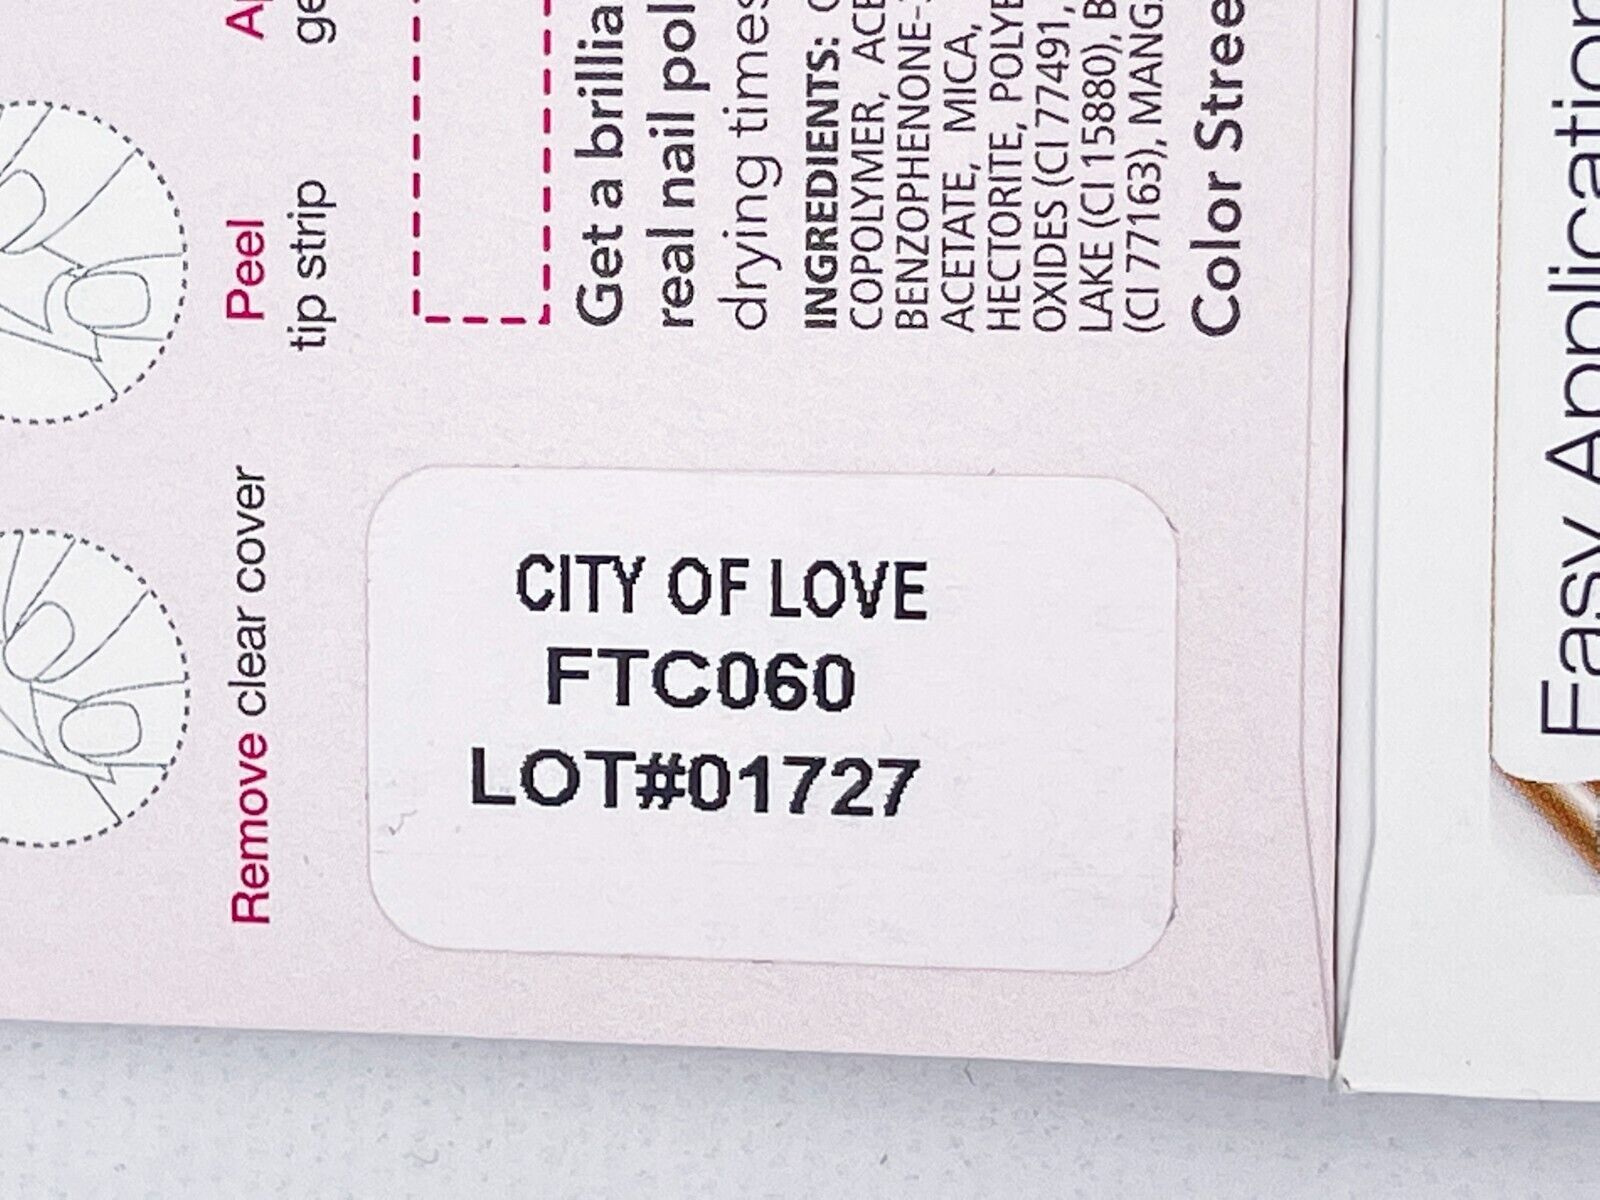 CITY OF LOVE
FTC060
LOT#01727
Remove clear cover
Peel
tip strip
Get a brillia
real nail pol
drying times
INGREDIENTS:
COPOLYMER, ACE
BENZOPHENONE-
ACETATE, MICA,
HECTORITE, POLYE
OXIDES (CI 77491,
LAKE (CI 15880), B
(CI 77163), MANG
Color Stree
Easy Application